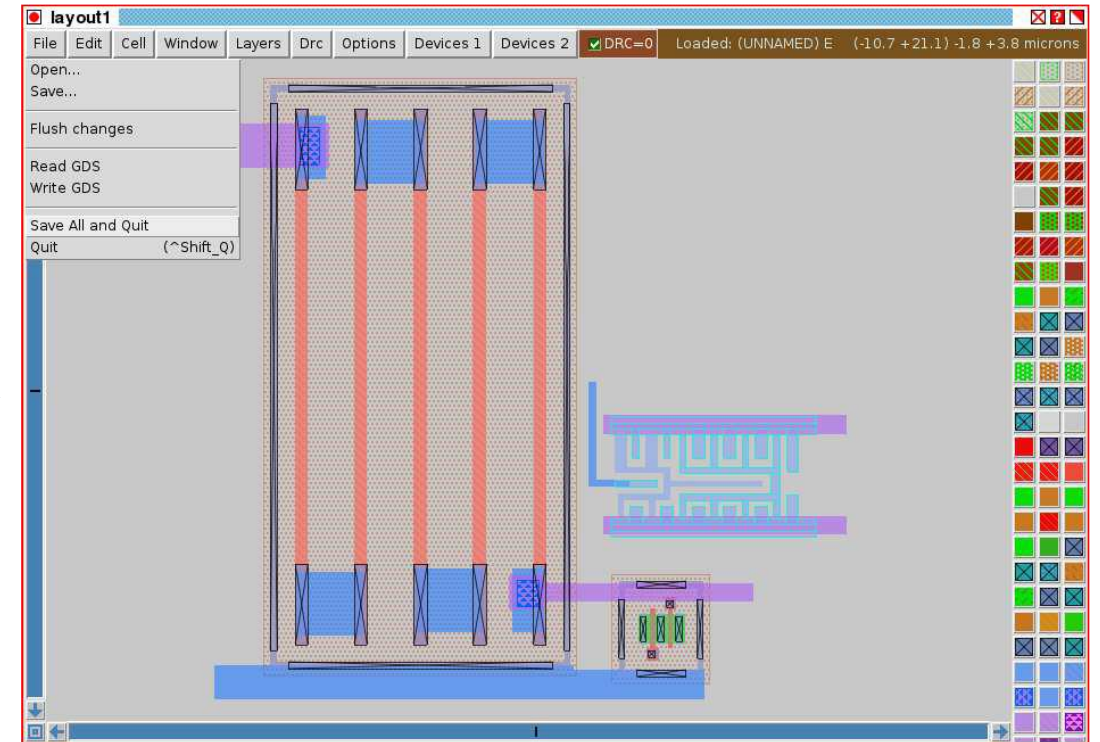 layout1
File Edit Cell Window Layers Drc Options Devices 1 Devices 2 DRC=0 Loaded: (UNNAMED) E (-10.7 +21.1) -1.8 +3.8 microns
Open...
Save...
Flush changes
Read GDS
Write GDS
Save All and Quit
Quit (^Shift_Q)